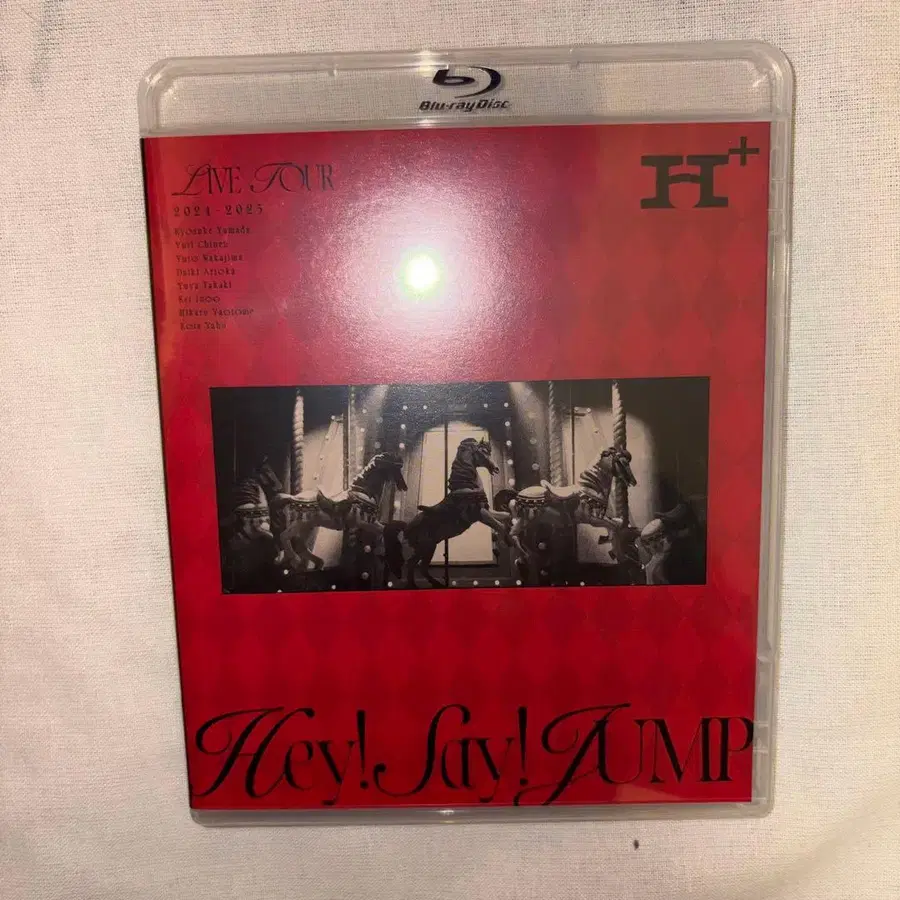 Blu-ray Disc
LIVE TOUR
2024-2025
H+
Ryosuke Yamada
Yuri Chinen
Yuto Nakajima
Daiki Arioka
Yuya Takaki
Kei Inoo
Hikaru Yaotome
Kota Yabu
Hey! Say! JUMP